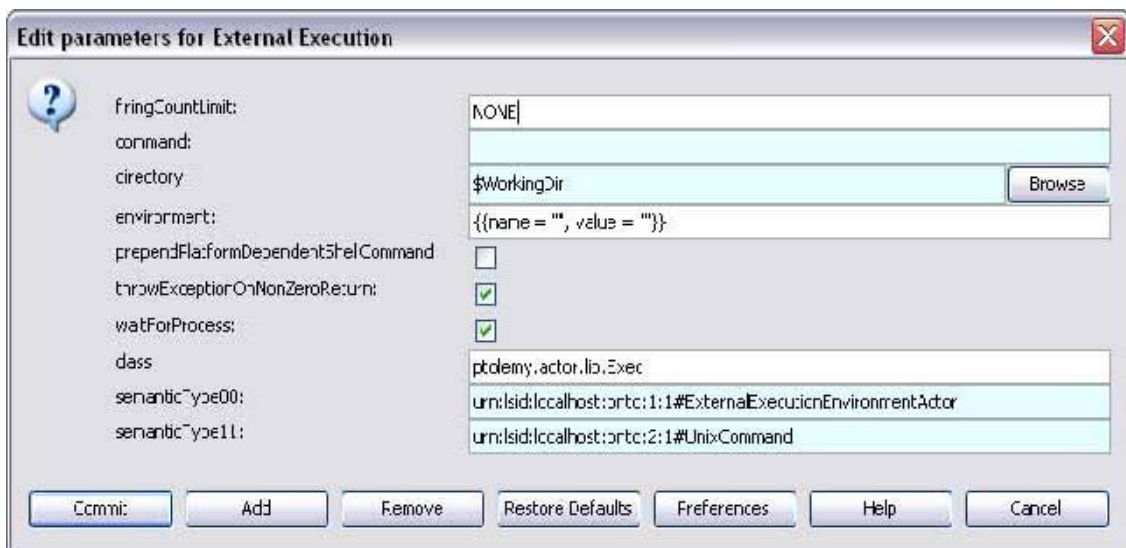 Edit parameters for External Execution
firingCountLimit: NONE
command:
directory $WorkingDir Browse
environment: {{name = "", value = ""}}
prependPlatformDependentShellCommand
throwExceptionOnNonZeroReturn:
waitForProcess:
class ptolemy.actor.lib.Exec
semanticType00: urn:lsid:localhost:onto:1:1#ExternalExecutionEnvironmentActor
semanticType11: urn:lsid:localhost:onto:2:1#UnixCommand
Commit Add Remove Restore Defaults Preferences Help Cancel